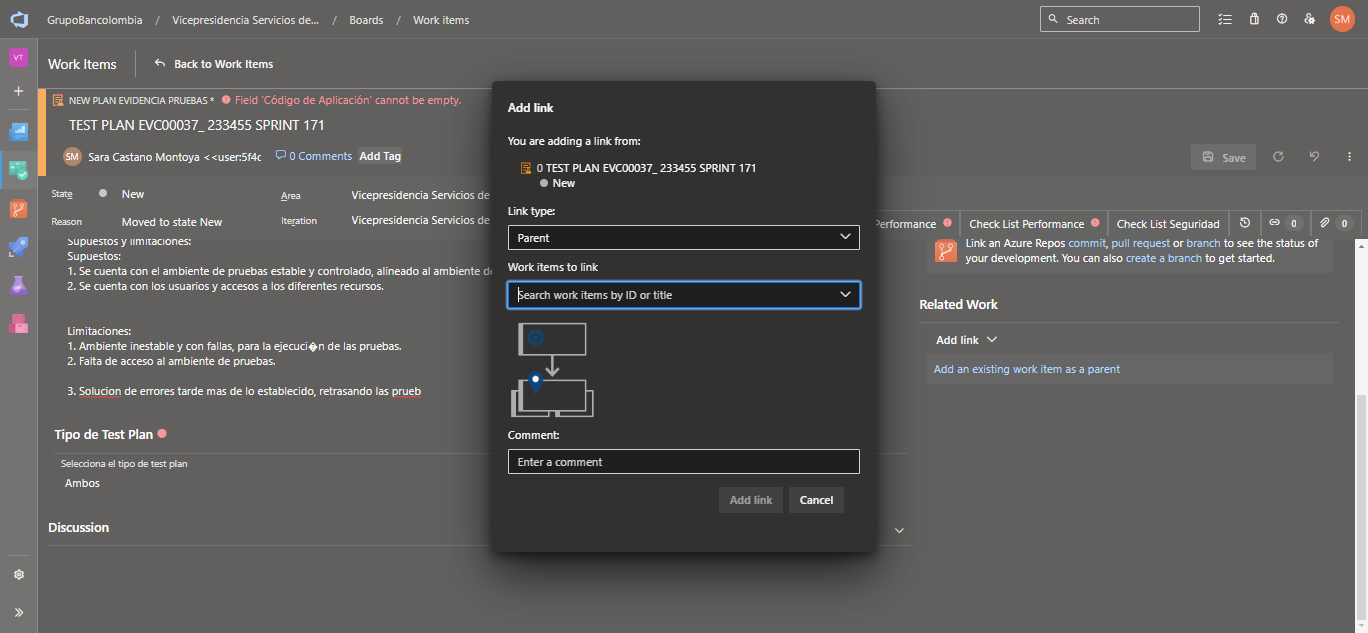 GrupoBancolombia / Vicepresidencia Servicios de... / Boards / Work items
Search
SM
VT
Work Items
Back to Work Items
NEW PLAN EVIDENCIA PRUEBAS * Field 'Código de Aplicación' cannot be empty.
TEST PLAN EVC00037_ 233455 SPRINT 171
SM Sara Castano Montoya <<user:5f4c 0 Comments Add Tag
Save
State New
Area Vicepresidencia Servicios de
Reason Moved to state New
Iteration Vicepresidencia Servicios de
Performance Check List Performance Check List Seguridad 0 0
Supuestos y limitaciones:
Supuestos:
1. Se cuenta con el ambiente de pruebas estable y controlado, alineado al ambiente de
2. Se cuenta con los usuarios y accesos a los diferentes recursos.
Limitaciones:
1. Ambiente inestable y con fallas, para la ejecuci�n de las pruebas.
2. Falta de acceso al ambiente de pruebas.
3. Solucion de errores tarde mas de lo establecido, retrasando las prueb
Tipo de Test Plan
Selecciona el tipo de test plan
Ambos
Discussion
Add link
You are adding a link from:
0 TEST PLAN EVC00037_ 233455 SPRINT 171
New
Link type:
Parent
Work items to link
Search work items by ID or title
Comment:
Enter a comment
Add link
Cancel
Link an Azure Repos commit, pull request or branch to see the status of
your development. You can also create a branch to get started.
Related Work
Add link
Add an existing work item as a parent